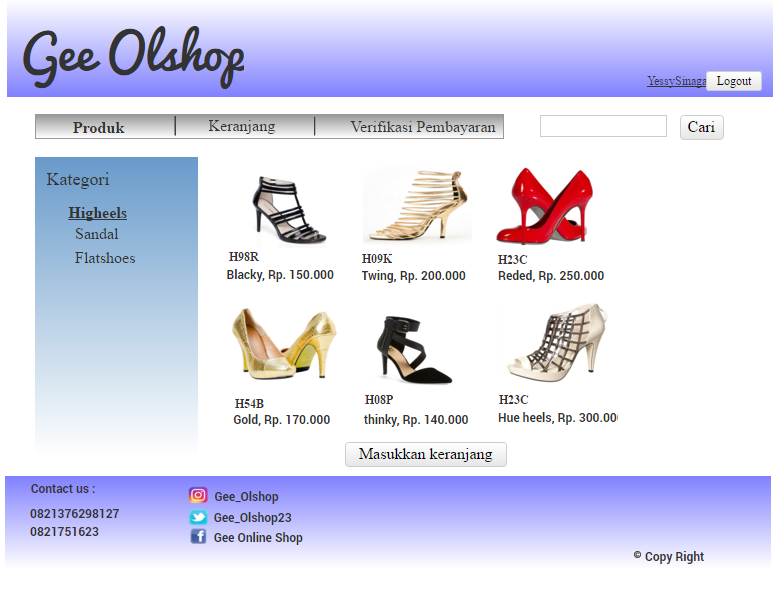 Gee Olshop
YessySinaga
Logout
Produk
Keranjang
Verifikasi Pembayaran
Cari
Kategori
Higheels
Sandal
Flatshoes
H98R
Blacky, Rp. 150.000
H09K
Twing, Rp. 200.000
H23C
Reded, Rp. 250.000
H54B
Gold, Rp. 170.000
H08P
thinky, Rp. 140.000
H23C
Hue heels, Rp. 300.000
Masukkan keranjang
Contact us :
0821376298127
0821751623
Gee_Olshop
Gee_Olshop23
Gee Online Shop
© Copy Right